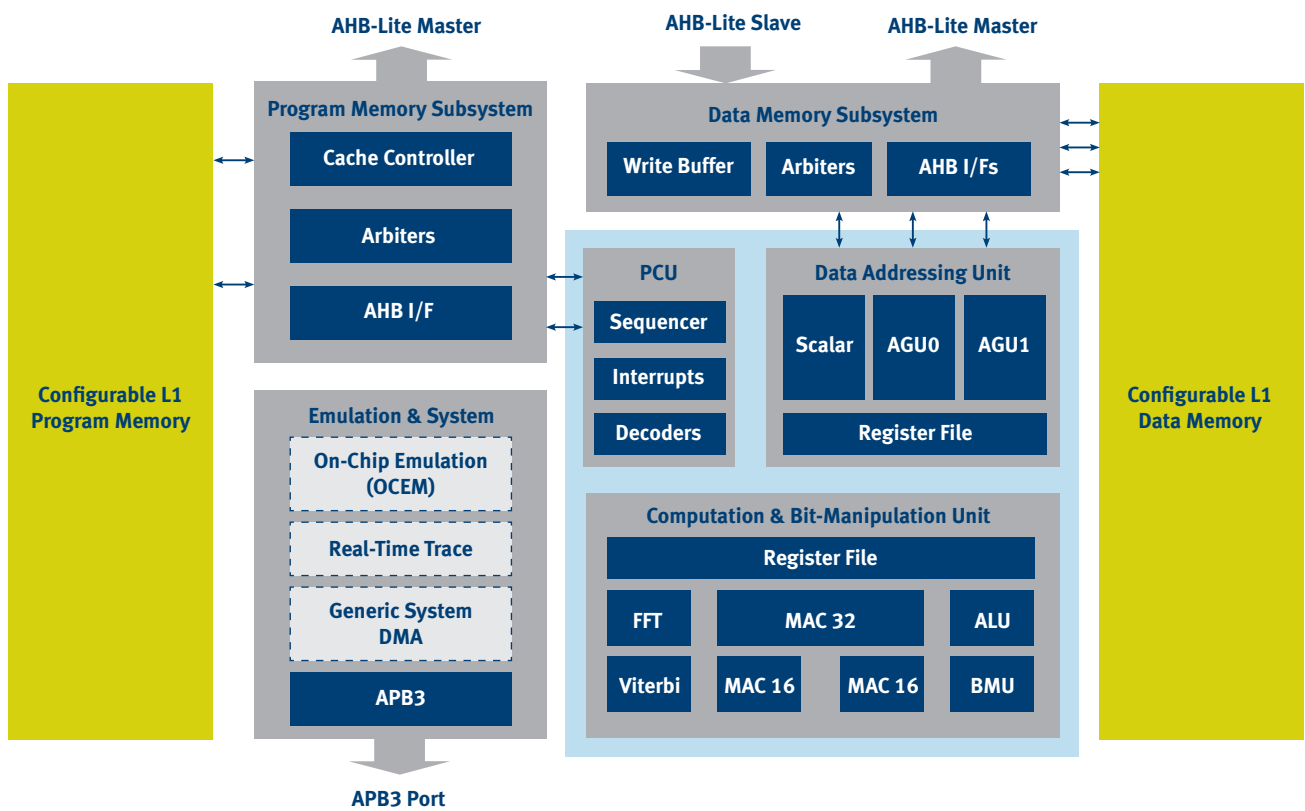 AHB-Lite Master
AHB-Lite Slave
AHB-Lite Master
Configurable L1
Program Memory
Program Memory Subsystem
Cache Controller
Arbiters
AHB I/F
Data Memory Subsystem
Write Buffer
Arbiters
AHB I/Fs
PCU
Sequencer
Interrupts
Decoders
Data Addressing Unit
Scalar
AGU0
AGU1
Register File
Configurable L1
Data Memory
Emulation & System
On-Chip Emulation
(OCEM)
Real-Time Trace
Generic System
DMA
APB3
Computation & Bit-Manipulation Unit
Register File
FFT
MAC 32
ALU
Viterbi
MAC 16
MAC 16
BMU
APB3 Port